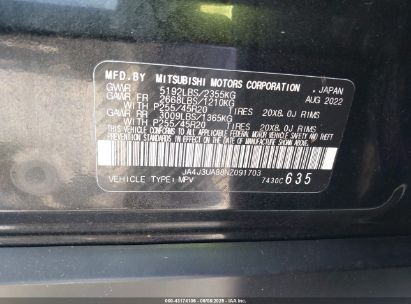 MFD.BY MITSUBISHI MOTORS CORPORATION , JAPAN
GVWR 5192LBS/2355KG AUG 2022
GAWR FR 2668LBS/1210KG
WITH P255/45R20 TIRES 20X8.0J RIMS
GAWR RR 3009LBS/1365KG
WITH P255/45R20 TIRES 20X8.0J RIMS
THIS VEHICLE CONFORMS TO ALL APPLICABLE FEDERAL MOTOR VEHICLE SAFETY
AND THEFT PREVENTION STANDARDS IN EFFECT ON THE DATE OF MANUFACTURE SHOWN ABOVE.
VEHICLE TYPE: MPV 7430C 635